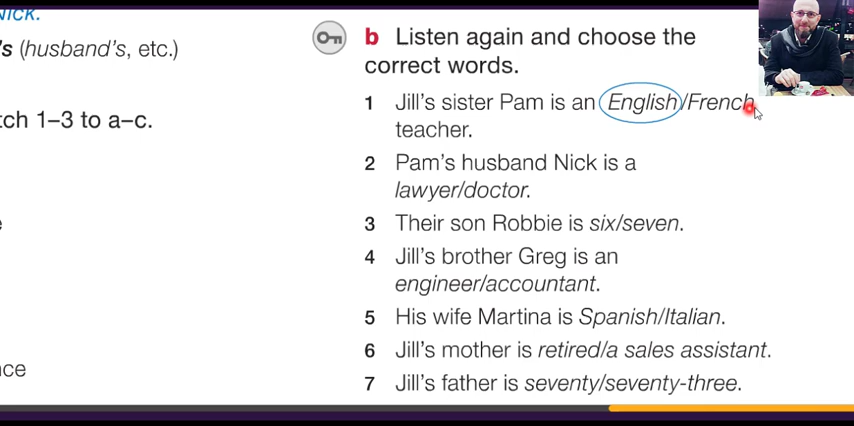 NICK.
's (husband's, etc.)
tch 1–3 to a–c.
ce
b Listen again and choose the
correct words.
1 Jill's sister Pam is an English/French
teacher.
2 Pam's husband Nick is a
lawyer/doctor.
3 Their son Robbie is six/seven.
4 Jill's brother Greg is an
engineer/accountant.
5 His wife Martina is Spanish/Italian.
6 Jill's mother is retired/a sales assistant.
7 Jill's father is seventy/seventy-three.